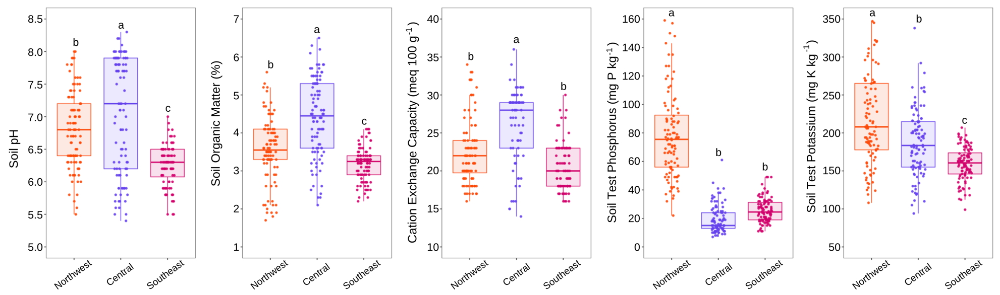 Soil pH
8.5
8.0
7.5
7.0
6.5
6.0
5.5
5.0
b
a
c
Northwest
Central
Southeast
Soil Organic Matter (%)
7
6
5
4
3
2
1
b
a
c
Northwest
Central
Southeast
Cation Exchange Capacity (meq 100 g⁻¹)
40
35
30
25
20
15
10
b
a
b
Northwest
Central
Southeast
Soil Test Phosphorus (mg P kg⁻¹)
160
140
120
100
80
60
40
20
0
a
b
b
Northwest
Central
Southeast
Soil Test Potassium (mg K kg⁻¹)
350
300
250
200
150
100
50
a
b
c
Northwest
Central
Southeast